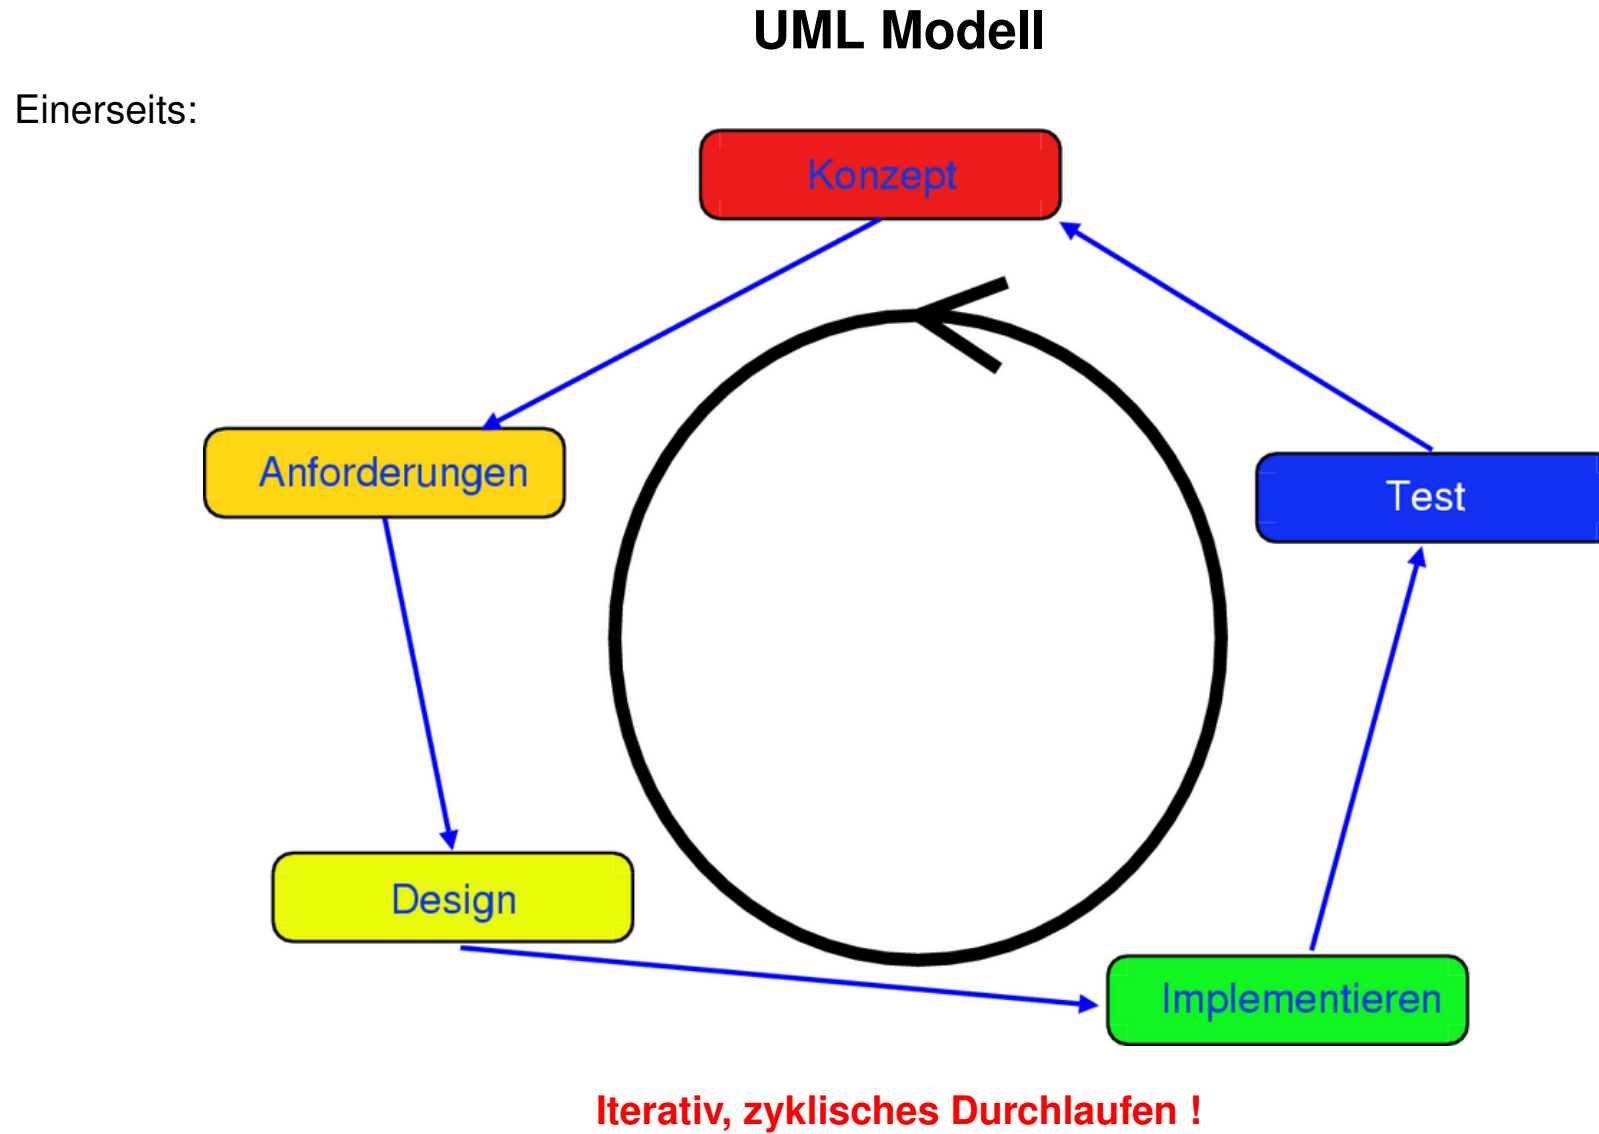 UML Modell
Einerseits:
Konzept
Anforderungen
Test
Design
Implementieren
Iterativ, zyklisches Durchlaufen !